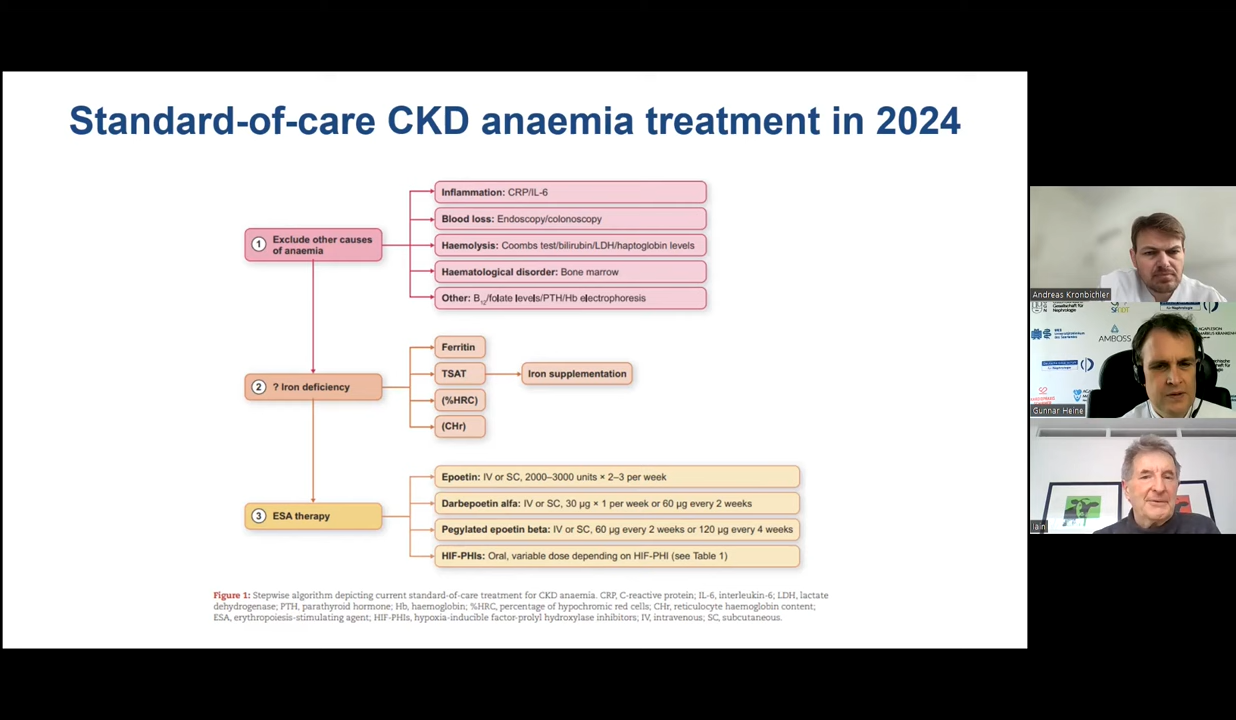 Standard-of-care CKD anaemia treatment in 2024
1 Exclude other causes
of anaemia
Inflammation: CRP/IL-6
Blood loss: Endoscopy/colonoscopy
Haemolysis: Coombs test/bilirubin/LDH/haptoglobin levels
Haematological disorder: Bone marrow
Other: B12/folate levels/PTH/Hb electrophoresis
2 ? Iron deficiency
Ferritin
TSAT
(%HRC)
(CHr)
Iron supplementation
3 ESA therapy
Epoetin: IV or SC, 2000–3000 units × 2–3 per week
Darbepoetin alfa: IV or SC, 30 µg × 1 per week or 60 µg every 2 weeks
Pegylated epoetin beta: IV or SC, 60 µg every 2 weeks or 120 µg every 4 weeks
HIF-PHIs: Oral, variable dose depending on HIF-PHI (see Table 1)
Figure 1: Stepwise algorithm depicting current standard-of-care treatment for CKD anaemia. CRP, C-reactive protein; IL-6, interleukin-6; LDH, lactate
dehydrogenase; PTH, parathyroid hormone; Hb, haemoglobin; %HRC, percentage of hypochromic red cells; CHr, reticulocyte haemoglobin content;
ESA, erythropoiesis-stimulating agent; HIF-PHIs, hypoxia-inducible factor-prolyl hydroxylase inhibitors; IV, intravenous; SC, subcutaneous.
Andreas Kronbichler
AMBOSS
Gunnar Heine
Iain